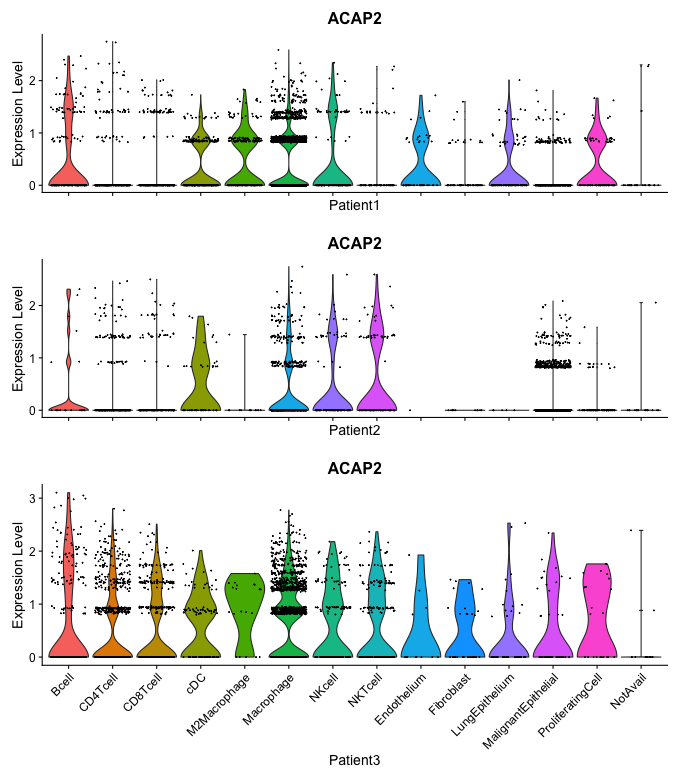 ACAP2
Expression Level
2
1
0
Patient1
ACAP2
Expression Level
2
1
0
Patient2
ACAP2
Expression Level
3
2
1
0
Bcell
CD4Tcell
CD8Tcell
cDC
M2Macrophage
Macrophage
NKcell
NKTcell
Endothelium
Fibroblast
LungEpithelium
MalignantEpithelial
ProliferatingCell
NotAvail
Patient3